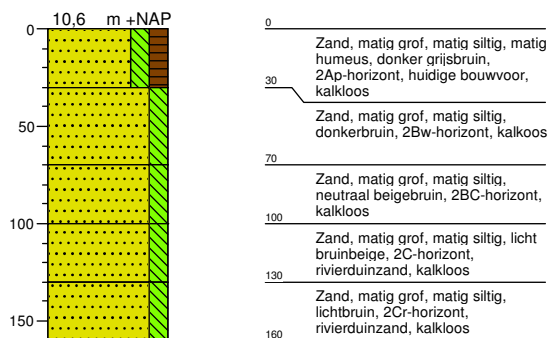 10,6 m +NAP
0
50
100
150
0
Zand, matig grof, matig siltig, matig
humeus, donker grijsbruin,
2Ap-horizont, huidige bouwvoor,
kalkloos
30
Zand, matig grof, matig siltig,
donkerbruin, 2Bw-horizont, kalkoos
70
Zand, matig grof, matig siltig,
neutraal beigebruin, 2BC-horizont,
kalkloos
100
Zand, matig grof, matig siltig, licht
bruinbeige, 2C-horizont,
rivierduinzand, kalkloos
130
Zand, matig grof, matig siltig,
lichtbruin, 2Cr-horizont,
rivierduinzand, kalkloos
160